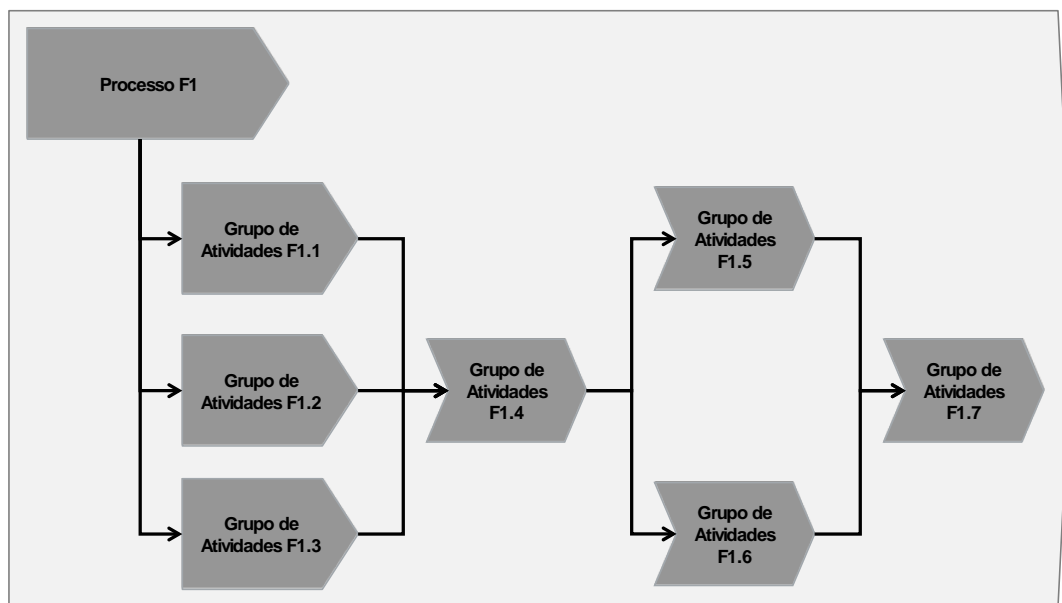 Processo F1
Grupo de
Atividades F1.1
Grupo de
Atividades F1.2
Grupo de
Atividades F1.3
Grupo de
Atividades
F1.4
Grupo de
Atividades
F1.5
Grupo de
Atividades
F1.6
Grupo de
Atividades
F1.7